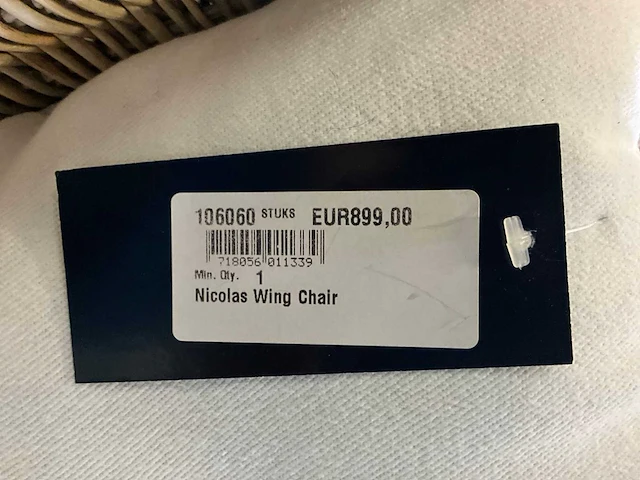 106060 STUKS EUR899,00
718056 011339
Min. Qty. 1
Nicolas Wing Chair